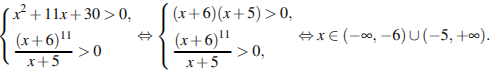 { x² + 11x + 30 > 0, (x+6)¹¹ / (x+5) > 0 ⇔ { (x+6)(x+5) > 0, (x+6)¹¹ / (x+5) > 0, ⇔ x ∈ (−∞, −6) ∪ (−5, +∞).